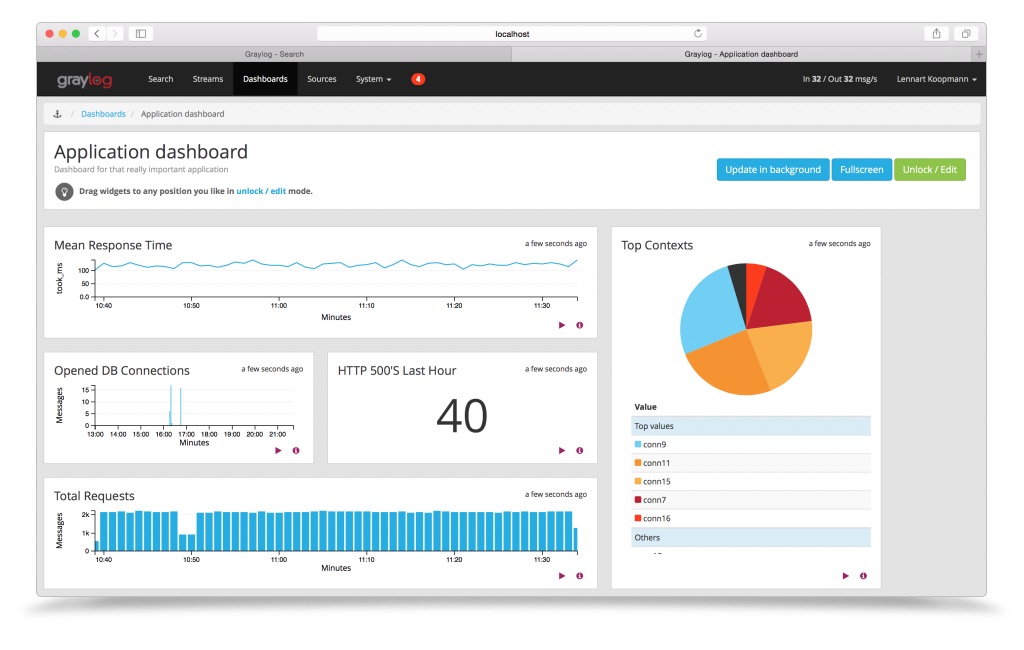 localhost
Graylog - Search
Graylog - Application dashboard
+
graylog
Search
Streams
Dashboards
Sources
System
4
In 32 / Out 32 msg/s
Lennart Koopmann
/ Dashboards / Application dashboard
Application dashboard
Dashboard for that really important application
Drag widgets to any position you like in unlock / edit mode.
Update in background
Fullscreen
Unlock / Edit
Mean Response Time
a few seconds ago
took_ms
100
50
0.0
10:40 10:50 11:00 11:10 11:20 11:30
Minutes
Opened DB Connections
a few seconds ago
Messages
15
10
5
0
13:00 14:00 15:00 16:00 17:00 18:00 19:00 20:00 21:00
Minutes
HTTP 500'S Last Hour
a few seconds ago
40
Total Requests
a few seconds ago
Messages
2k
1k
0
10:40 10:50 11:00 11:10 11:20 11:30
Minutes
Top Contexts
a few seconds ago
Value
Top values
conn9
conn11
conn15
conn7
conn16
Others